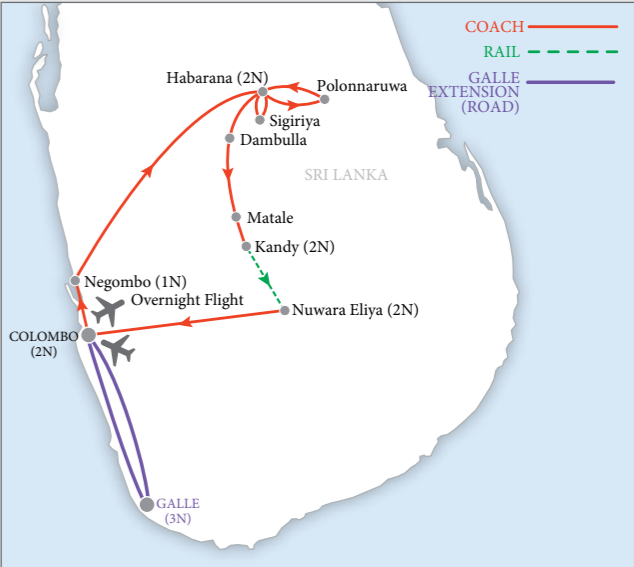 COACH
RAIL
GALLE
EXTENSION
(ROAD)
Habarana (2N)
Polonnaruwa
Sigiriya
Dambulla
SRI LANKA
Matale
Kandy (2N)
Negombo (1N)
Overnight Flight
Nuwara Eliya (2N)
COLOMBO
(2N)
GALLE
(3N)